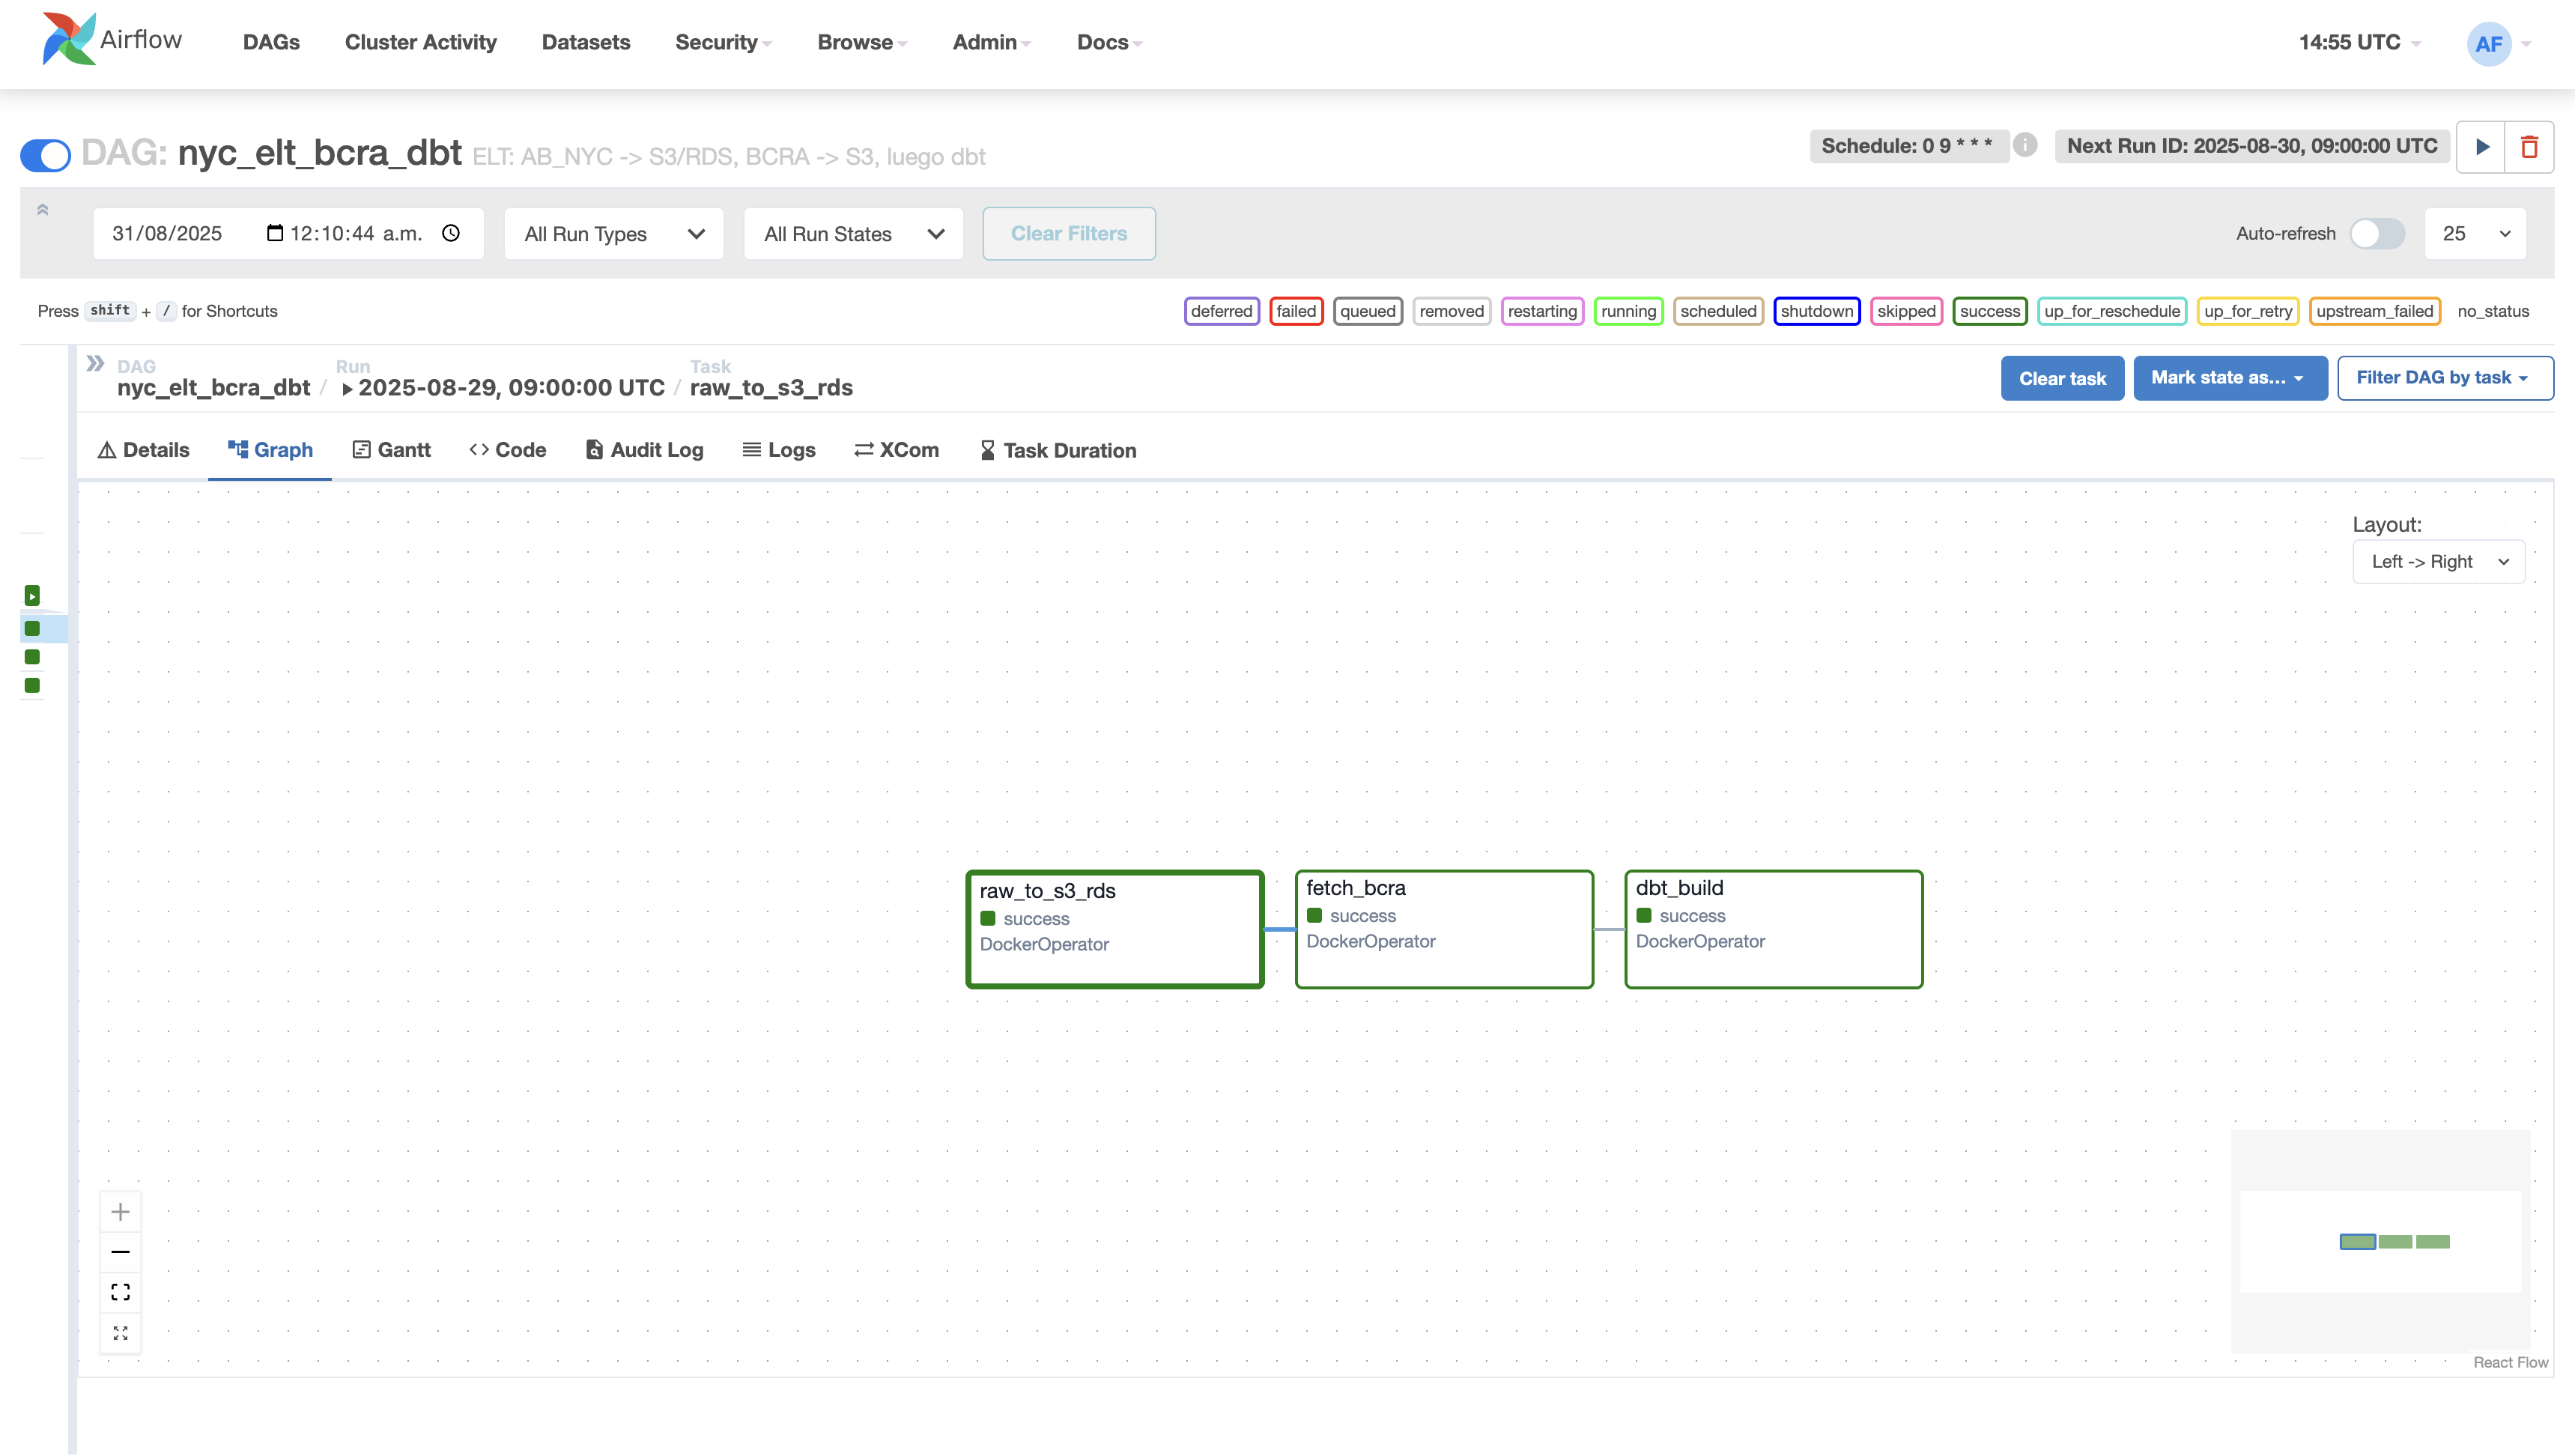 Airflow DAGs Cluster Activity Datasets Security Browse Admin Docs 14:55 UTC AF
DAG: nyc_elt_bcra_dbt ELT: AB_NYC -> S3/RDS, BCRA -> S3, luego dbt Schedule: 0 9 * * * i Next Run ID: 2025-08-30, 09:00:00 UTC
31/08/2025 12:10:44 a.m. All Run Types All Run States Clear Filters Auto-refresh 25
Press shift + / for Shortcuts deferred failed queued removed restarting running scheduled shutdown skipped success up_for_reschedule up_for_retry upstream_failed no_status
DAG Run Task
nyc_elt_bcra_dbt / 2025-08-29, 09:00:00 UTC / raw_to_s3_rds Clear task Mark state as... Filter DAG by task
Details Graph Gantt Code Audit Log Logs XCom Task Duration
Layout:
Left -> Right
raw_to_s3_rds
success
DockerOperator
fetch_bcra
success
DockerOperator
dbt_build
success
DockerOperator
React Flow